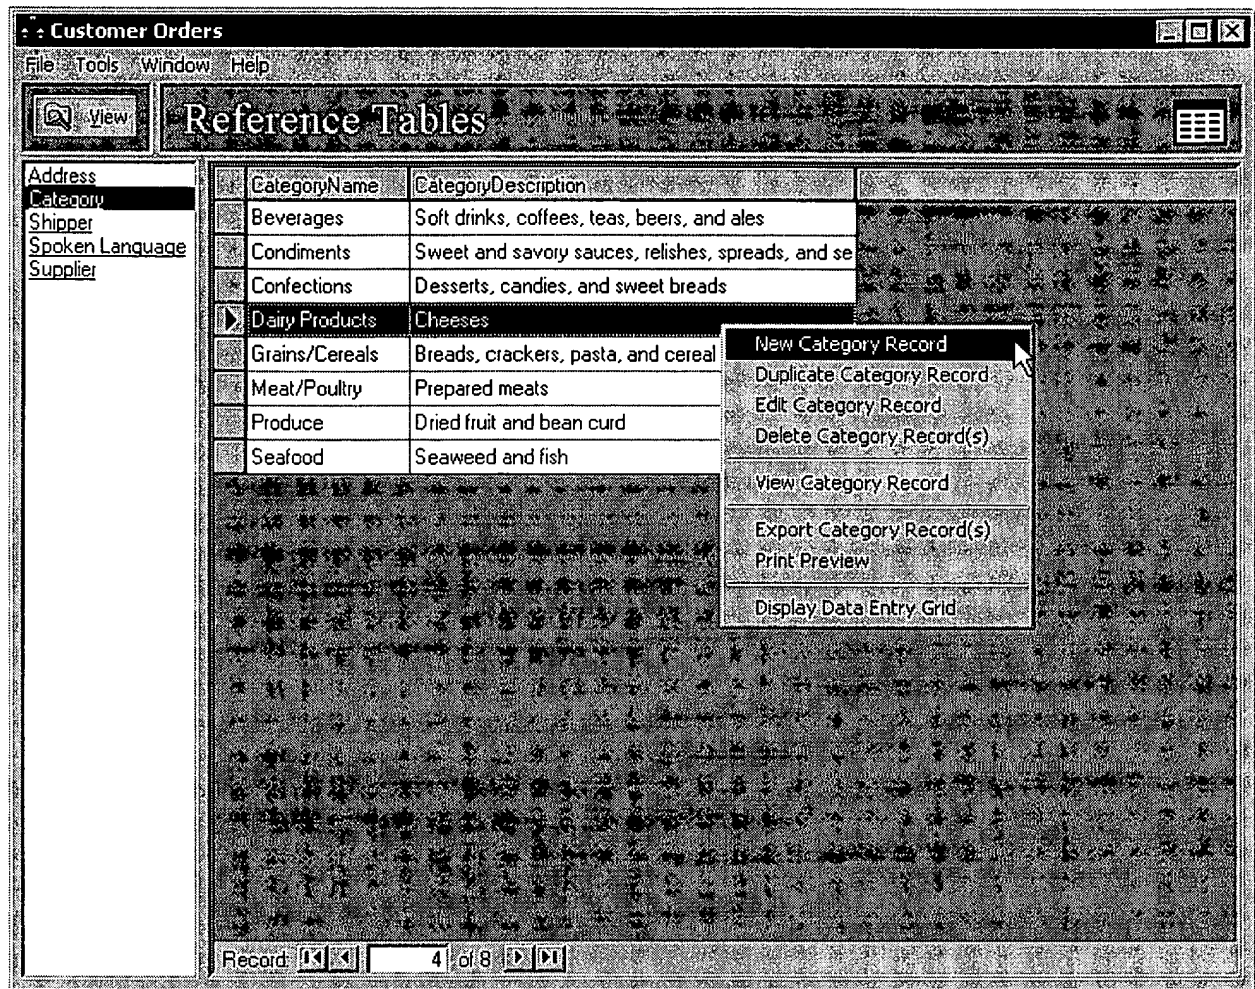 Customer Orders
File Tools Window Help
View
Reference Tables
Address
Category
Shipper
Spoken Language
Supplier
CategoryName CategoryDescription
Beverages Soft drinks, coffees, teas, beers, and ales
Condiments Sweet and savory sauces, relishes, spreads, and se
Confections Desserts, candies, and sweet breads
Dairy Products Cheeses
Grains/Cereals Breads, crackers, pasta, and cereal
Meat/Poultry Prepared meats
Produce Dried fruit and bean curd
Seafood Seaweed and fish
New Category Record
Duplicate Category Record
Edit Category Record
Delete Category Record(s)
View Category Record
Export Category Record(s)
Print Preview
Display Data Entry Grid
Record: 4 of 8